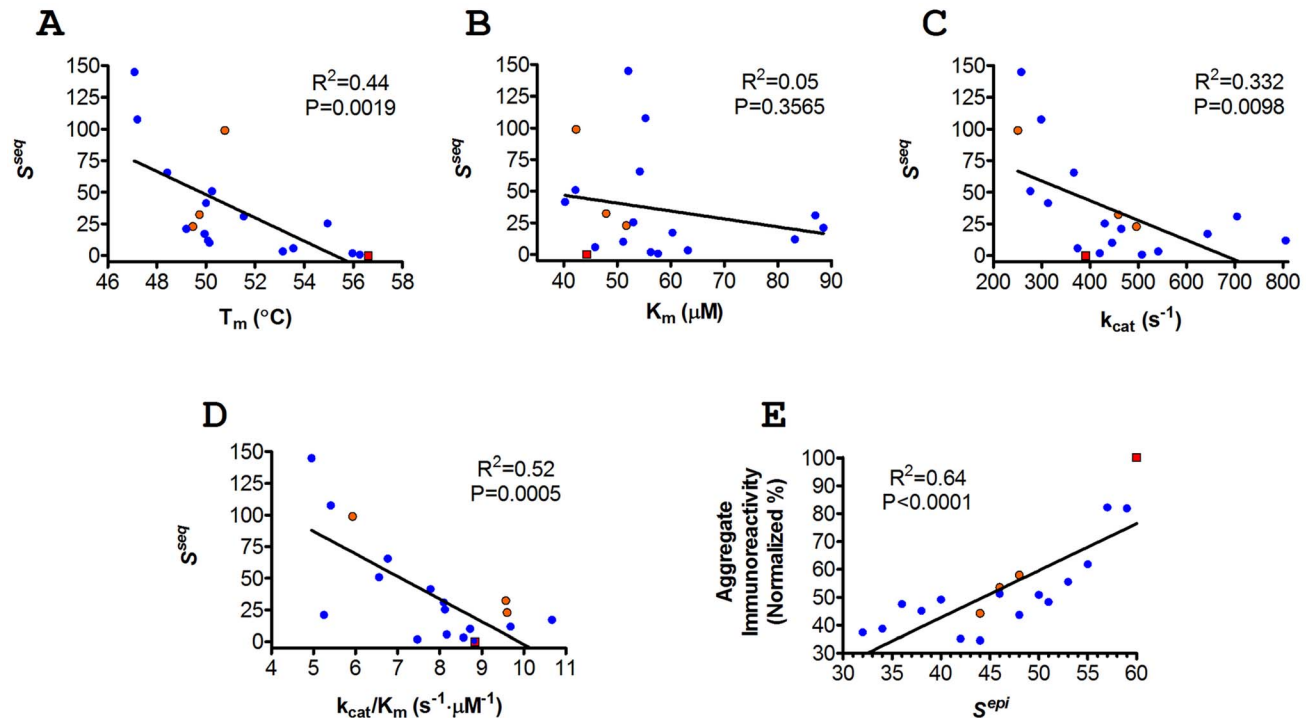 A
150
125
100
75
50
25
0
S^seq
R²=0.44
P=0.0019
46 48 50 52 54 56 58
Tₘ (°C)
B
150
125
100
75
50
25
0
S^seq
R²=0.05
P=0.3565
40 50 60 70 80 90
Kₘ (μM)
C
150
125
100
75
50
25
0
S^seq
R²=0.332
P=0.0098
200 300 400 500 600 700 800
k_cat (s⁻¹)
D
150
125
100
75
50
25
0
S^seq
R²=0.52
P=0.0005
4 5 6 7 8 9 10 11
k_cat/Kₘ (s⁻¹·μM⁻¹)
E
100
90
80
70
60
50
40
30
Aggregate
Immunoreactivity
(Normalized %)
R²=0.64
P<0.0001
30 35 40 45 50 55 60
S^epi